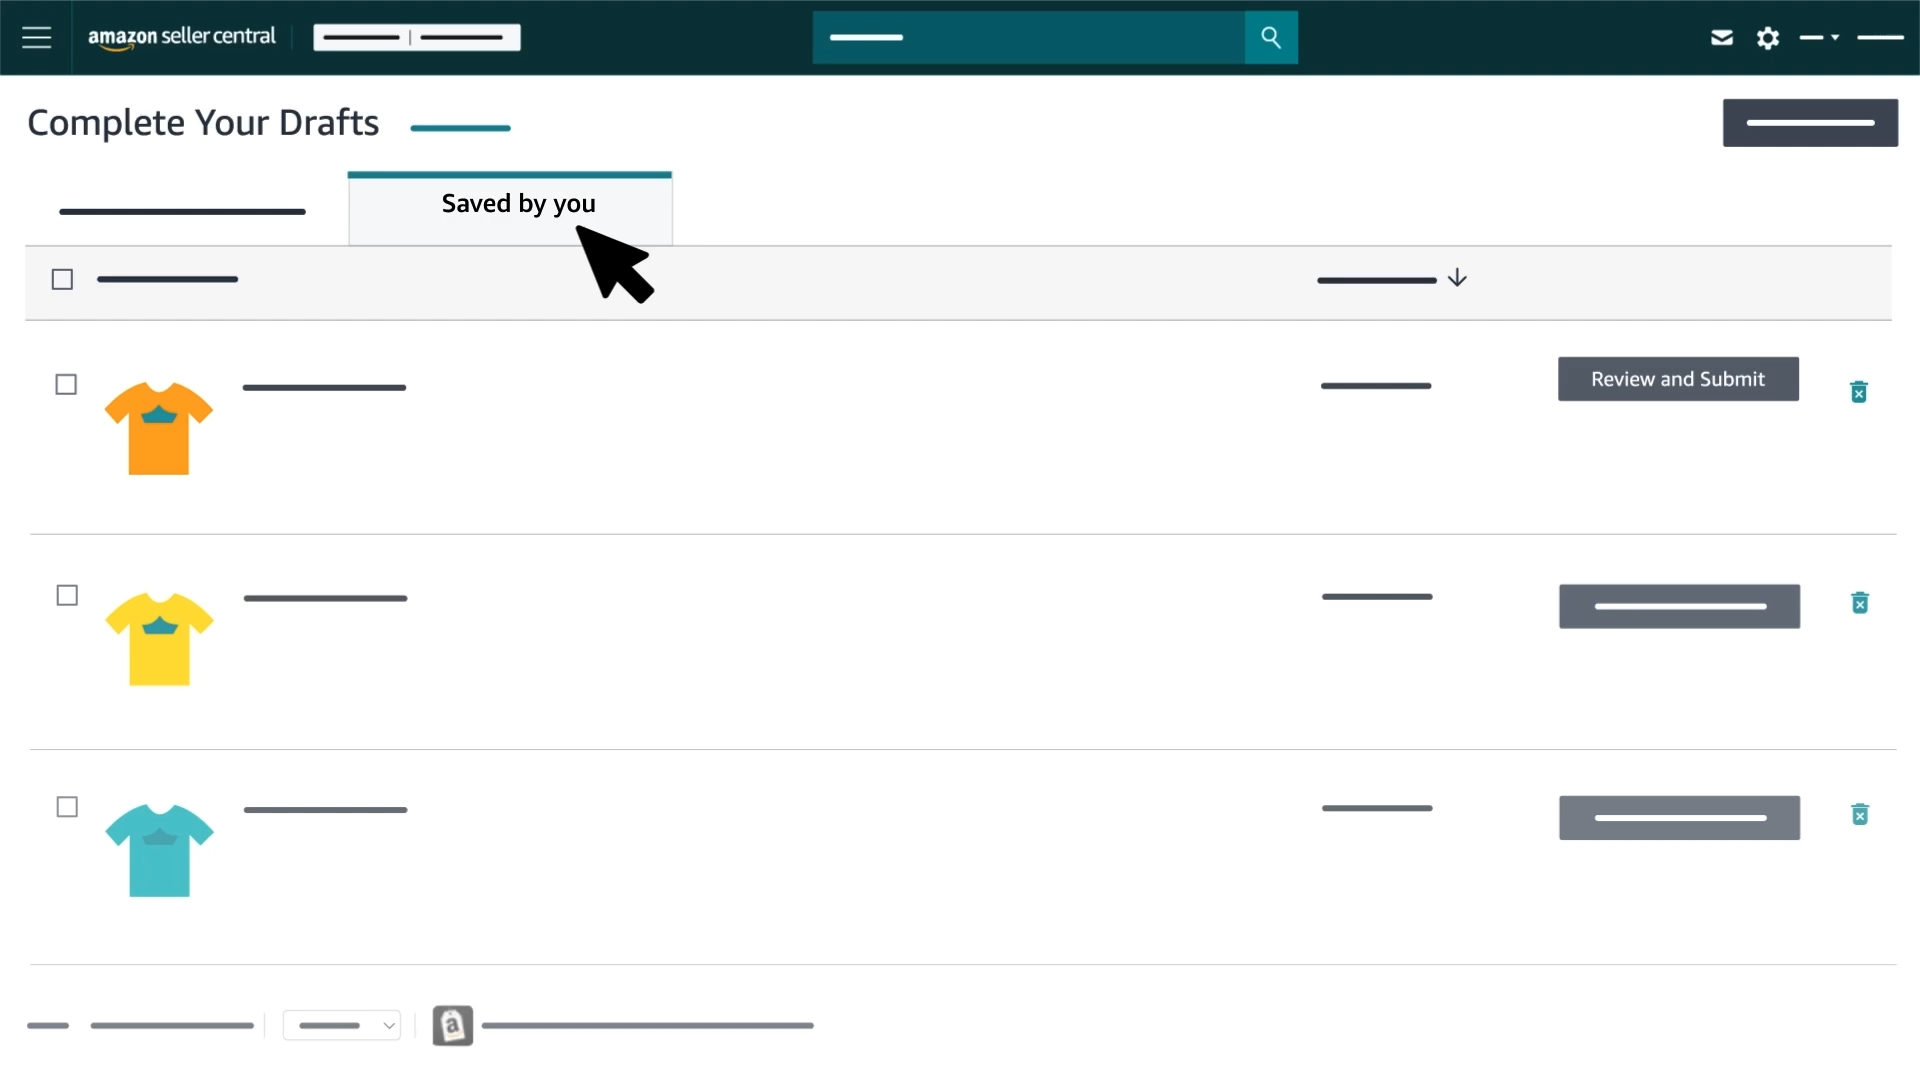 amazon seller central
Complete Your Drafts
Saved by you
Review and Submit
a